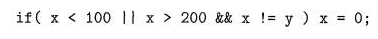 if( x < 100 || x > 200 && x != y ) x = 0;